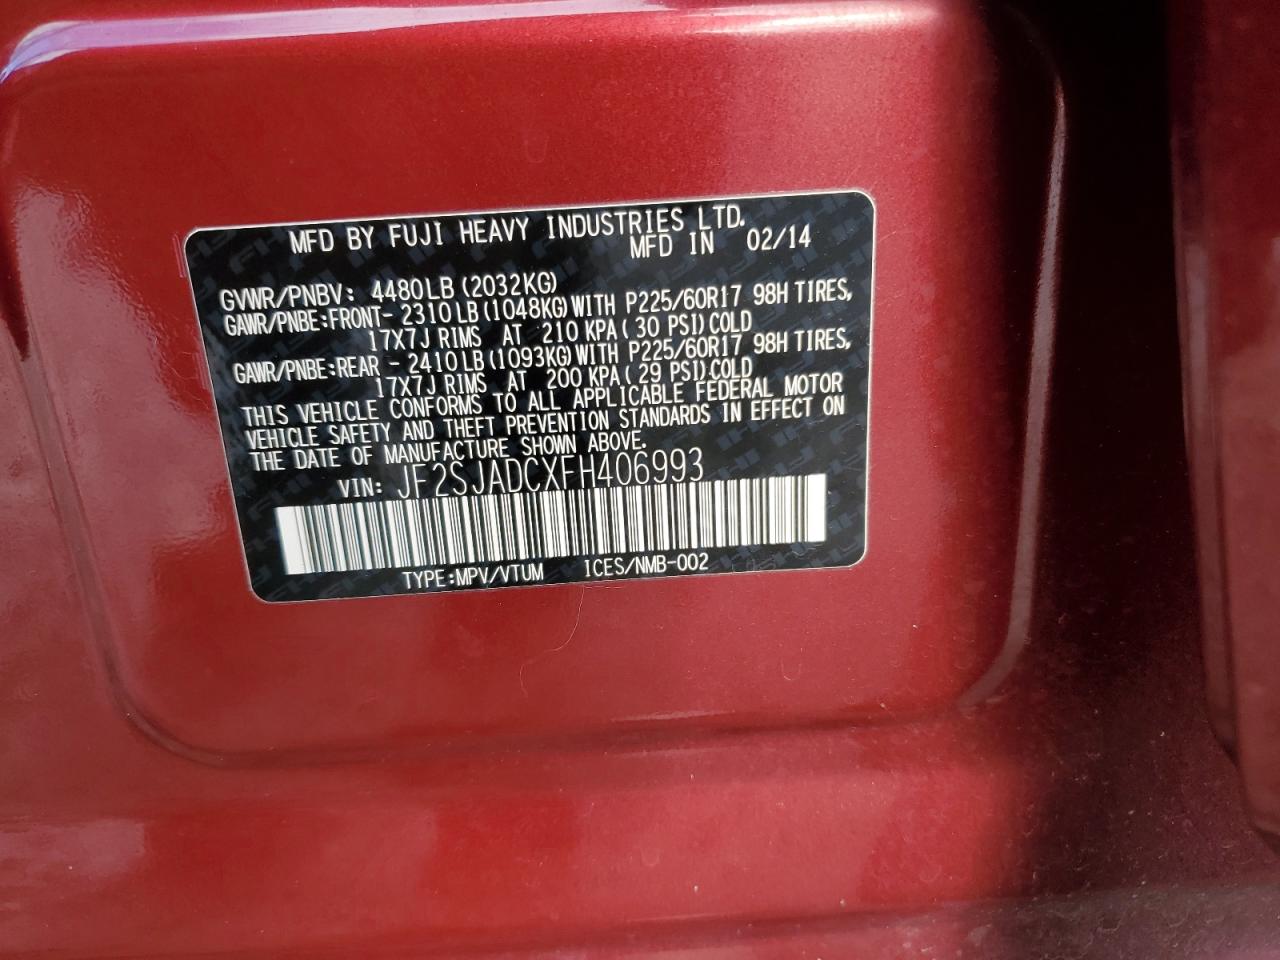 MFD BY FUJI HEAVY INDUSTRIES LTD.
MFD IN 02/14
GVWR/PNBV: 4480LB(2032KG)
GAWR/PNBE:FRONT- 2310LB(1048KG)WITH P225/60R17 98H TIRES,
17X7J RIMS AT 210 KPA(30 PSI)COLD
GAWR/PNBE:REAR - 2410LB(1093KG)WITH P225/60R17 98H TIRES,
17X7J RIMS AT 200 KPA(29 PSI)COLD
THIS VEHICLE CONFORMS TO ALL APPLICABLE FEDERAL MOTOR
VEHICLE SAFETY AND THEFT PREVENTION STANDARDS IN EFFECT ON
THE DATE OF MANUFACTURE SHOWN ABOVE.
VIN: JF2SJADCXFH406993
TYPE:MPV/VTUM ICES/NMB-002